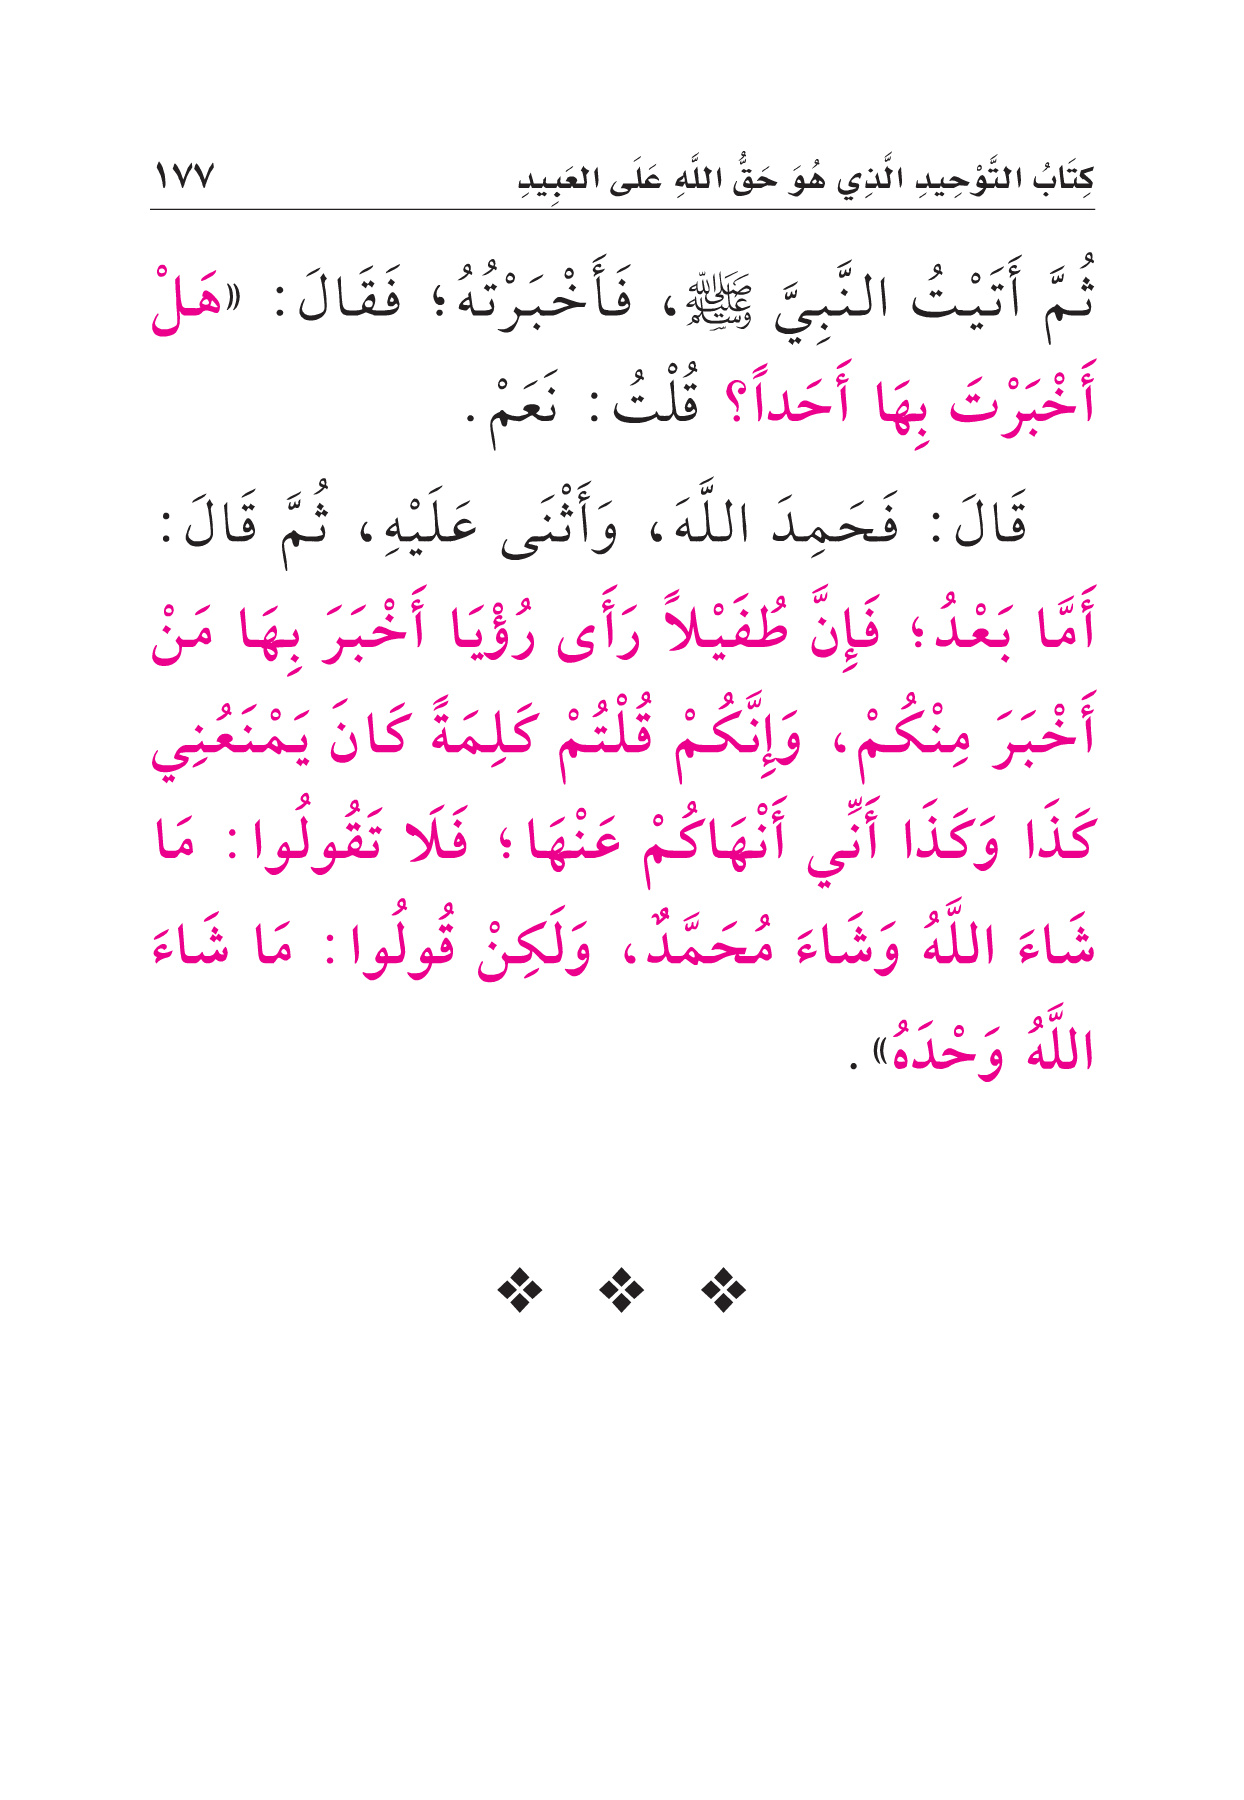 كِتَابُ التَّوْحِيدِ الَّذِي هُوَ حَقُّ اللَّهِ عَلَى العَبِيدِ ١٧٧
ثُمَّ أَتَيْتُ النَّبِيَّ ﷺ، فَأَخْبَرْتُهُ؛ فَقَالَ: «هَلْ
أَخْبَرْتَ بِهَا أَحَداً؟ قُلْتُ: نَعَمْ.
قَالَ: فَحَمِدَ اللَّهَ، وَأَثْنَى عَلَيْهِ، ثُمَّ قَالَ:
أَمَّا بَعْدُ؛ فَإِنَّ طُفَيْلاً رَأَى رُؤْيَا أَخْبَرَ بِهَا مَنْ
أَخْبَرَ مِنْكُمْ، وَإِنَّكُمْ قُلْتُمْ كَلِمَةً كَانَ يَمْنَعُنِي
كَذَا وَكَذَا أَنِّي أَنْهَاكُمْ عَنْهَا؛ فَلَا تَقُولُوا: مَا
شَاءَ اللَّهُ وَشَاءَ مُحَمَّدٌ، وَلَكِنْ قُولُوا: مَا شَاءَ
اللَّهُ وَحْدَهُ».